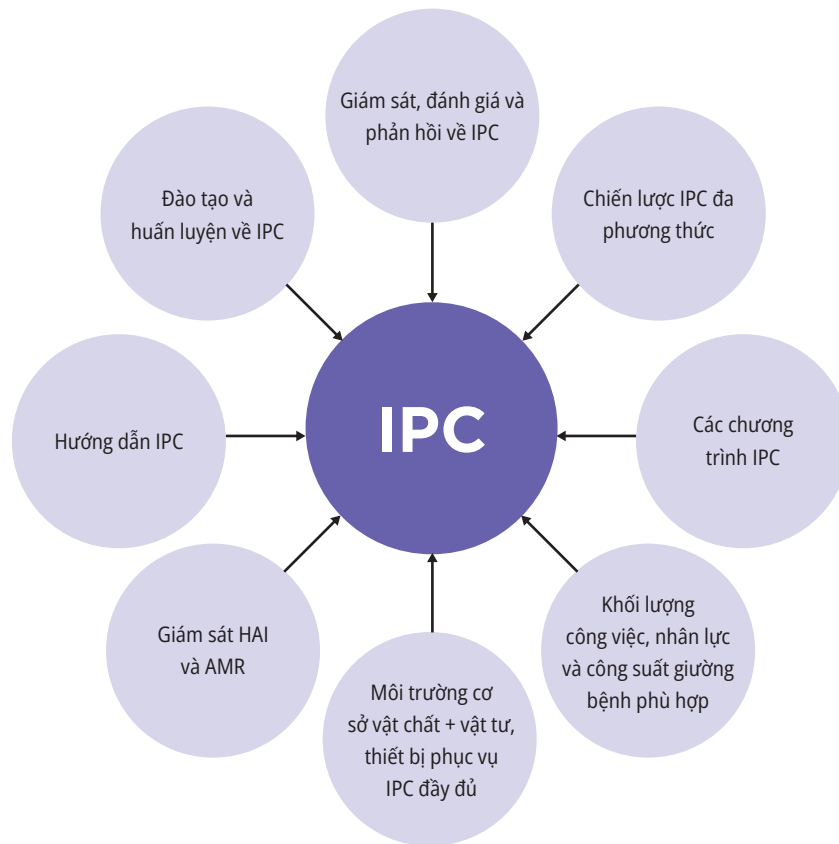 Giám sát, đánh giá và
phản hồi về IPC
Đào tạo và
huấn luyện về IPC
Chiến lược IPC đa
phương thức
IPC
Hướng dẫn IPC
Các chương
trình IPC
Giám sát HAI
và AMR
Khối lượng
công việc, nhân lực
và công suất giường
bệnh phù hợp
Môi trường cơ
sở vật chất + vật tư,
thiết bị phục vụ
IPC đầy đủ